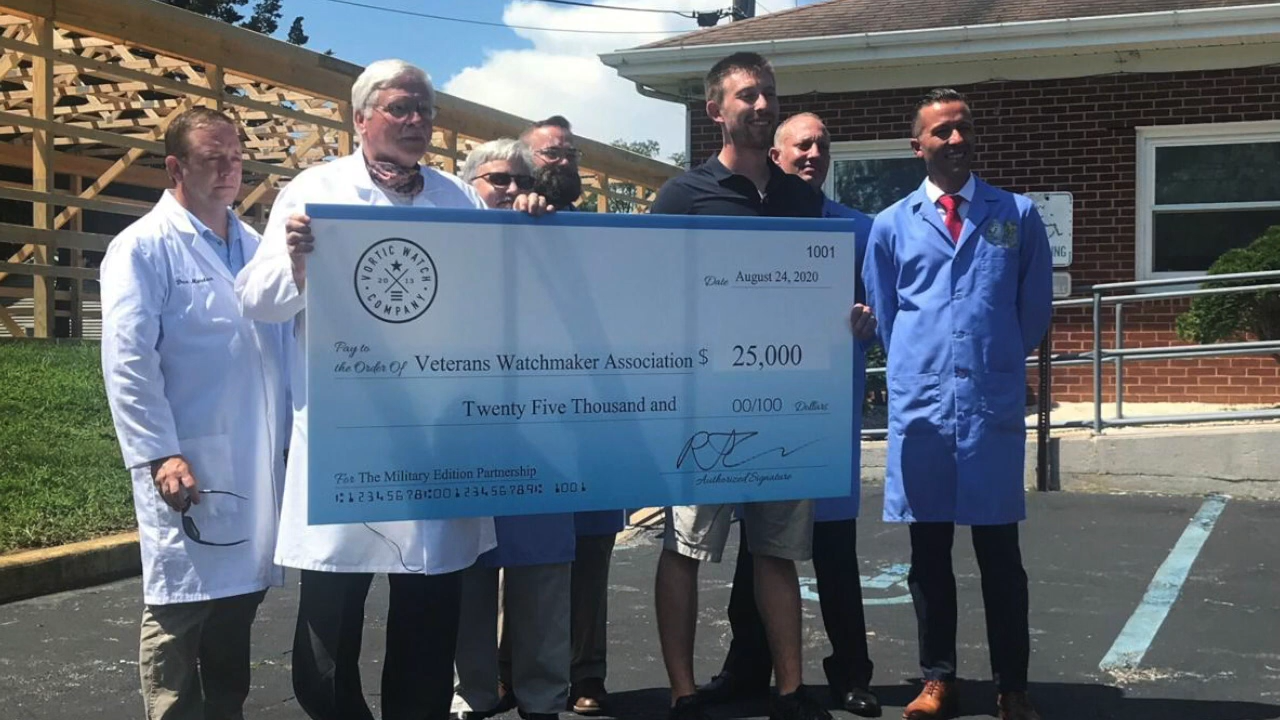 VORTIC WATCH
2013
COMPANY
1001
Date August 24, 2020
Pay to
the Order Of Veterans Watchmaker Association $ 25,000
Twenty Five Thousand and 00/100 Dollars
For The Military Edition Partnership
Authorized Signature
⑆123456780⑆00123456789⑆ 1001